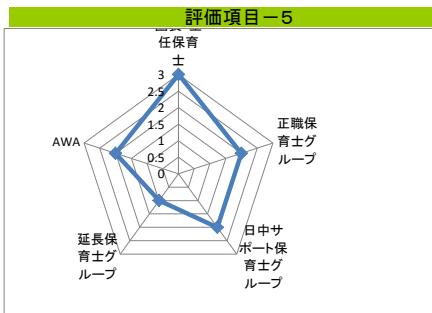 評価項目－5
任保育
士
3
2.5
2
1.5
1
0.5
0
正職保
育士グ
ループ
日中サ
ポート保
育士グ
ループ
延長保
育士グ
ループ
AWA